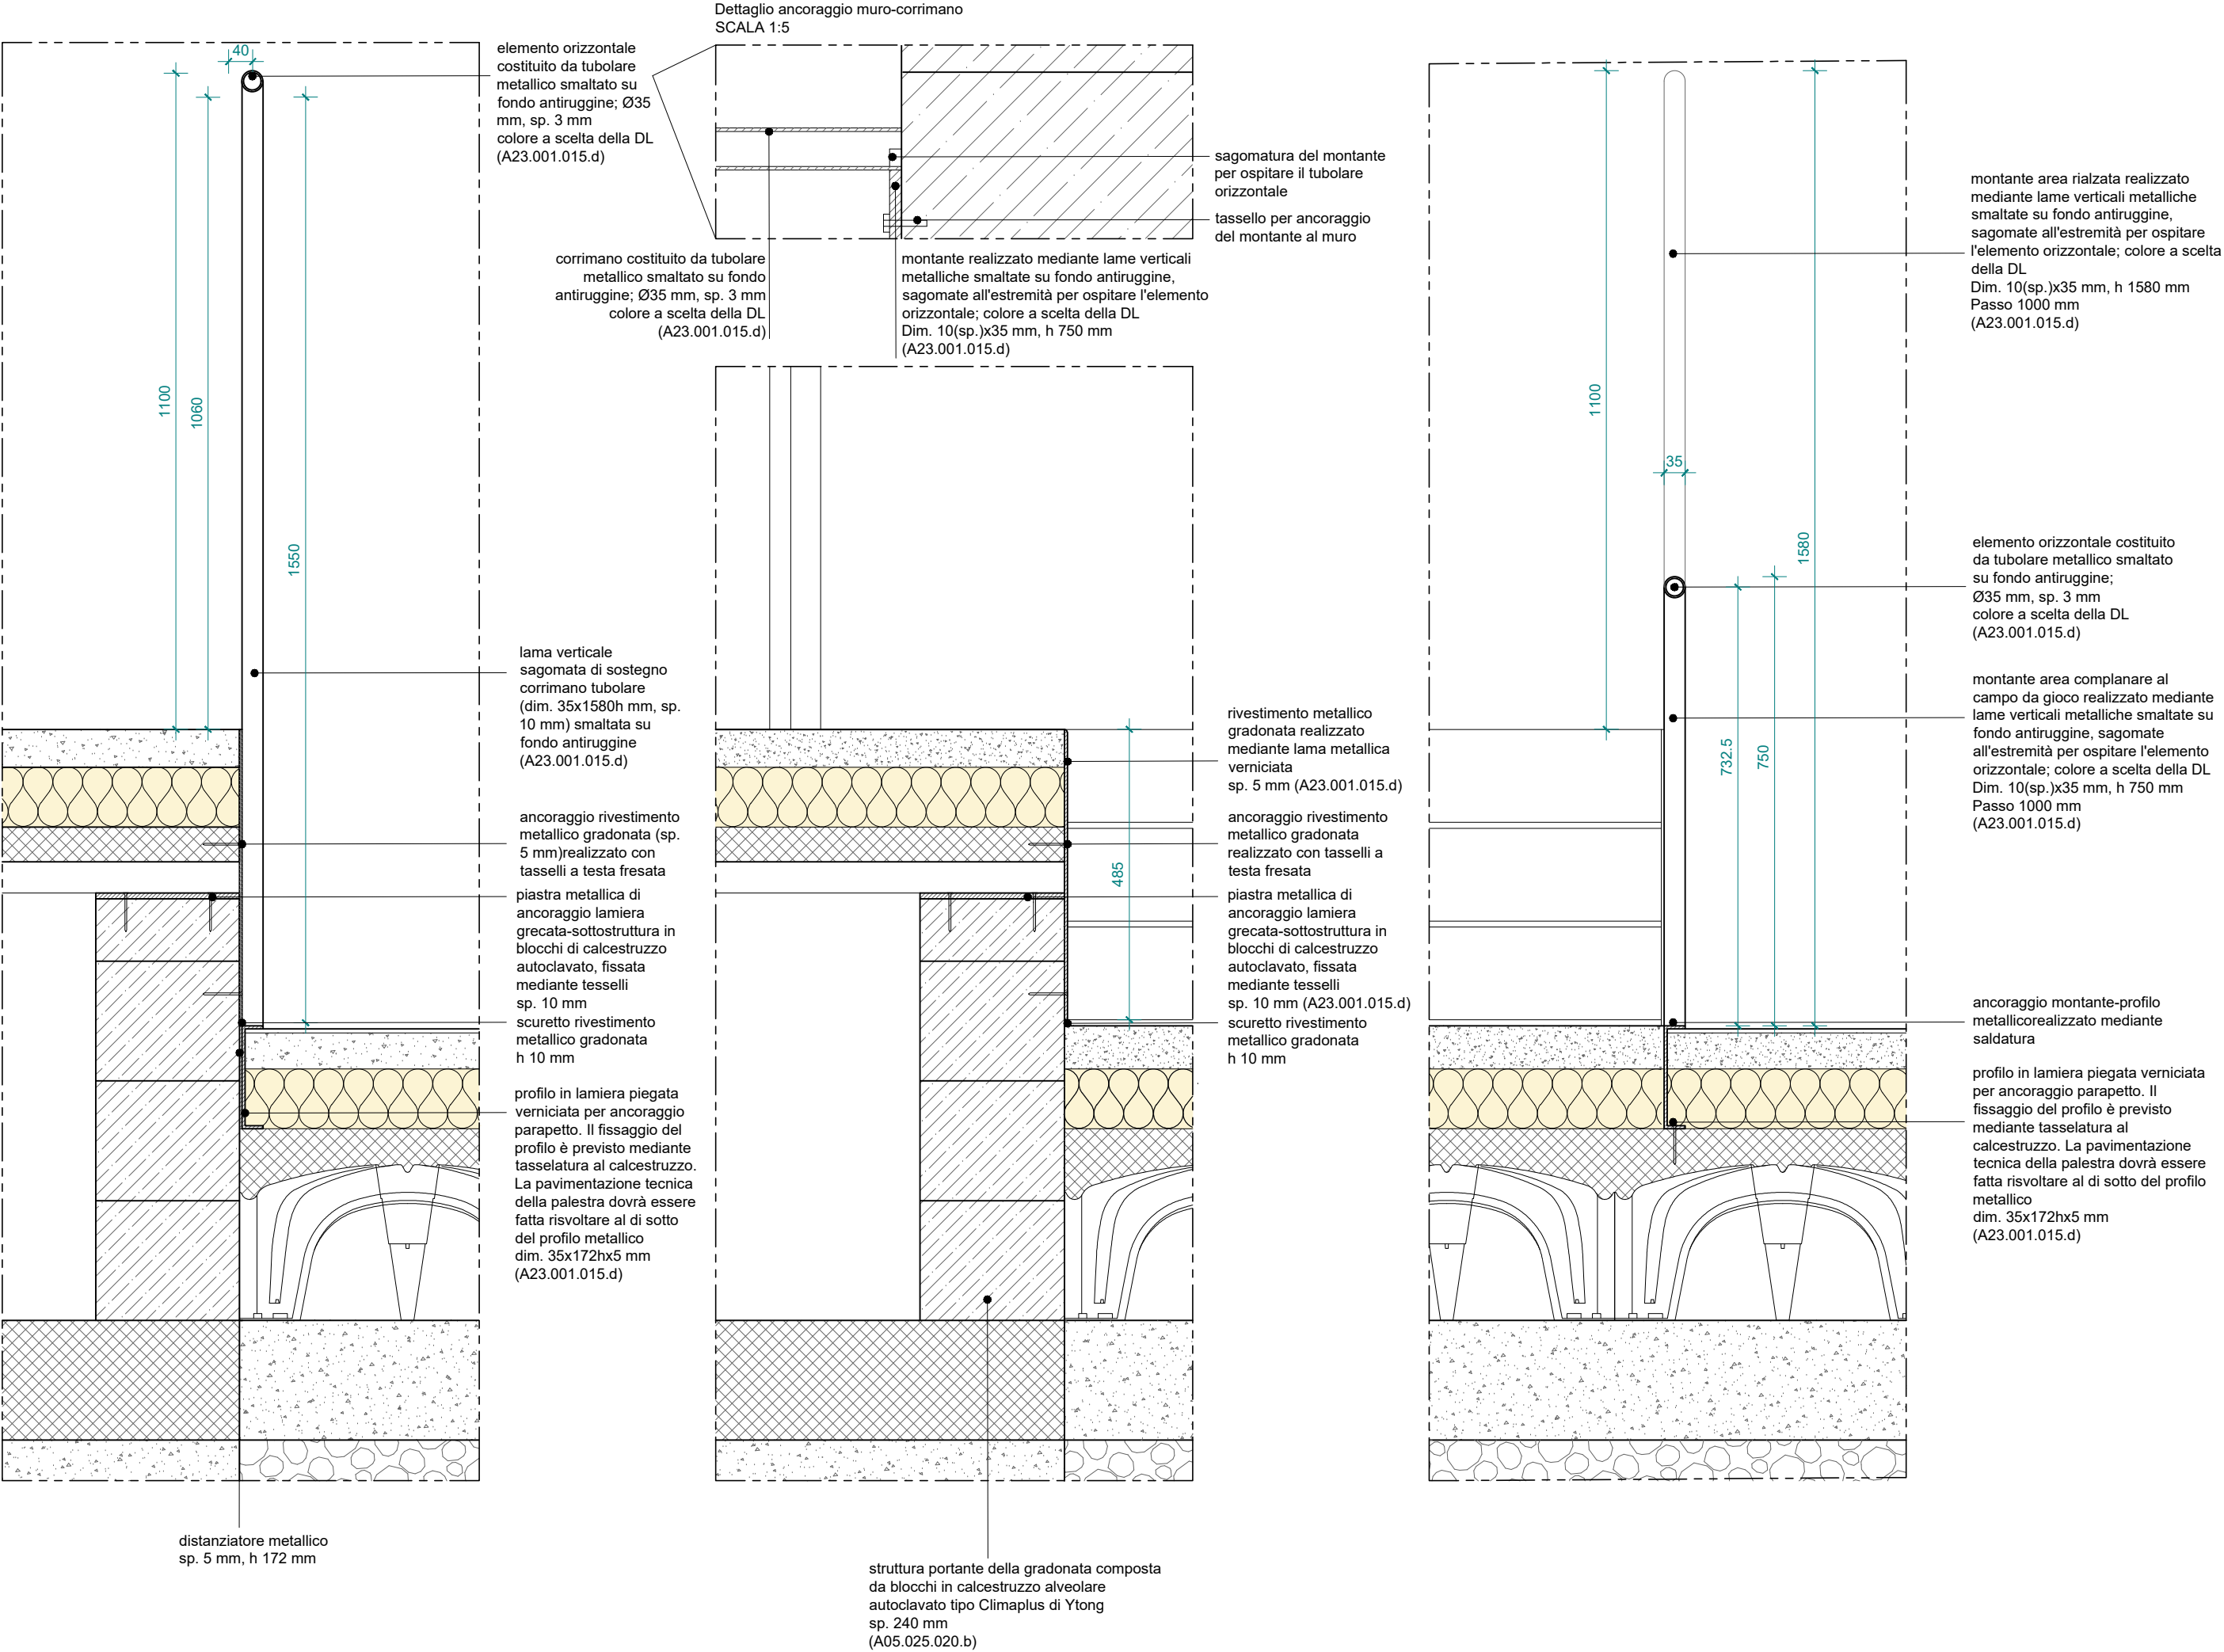 Dettaglio ancoraggio muro-corrimano
SCALA 1:5
40
1100
1060
1550
elemento orizzontale
costituito da tubolare
metallico smaltato su
fondo antiruggine; Ø35
mm, sp. 3 mm
colore a scelta della DL
(A23.001.015.d)
lama verticale
sagomata di sostegno
corrimano tubolare
(dim. 35x1580h mm, sp.
10 mm) smaltata su
fondo antiruggine
(A23.001.015.d)
ancoraggio rivestimento
metallico gradonata (sp.
5 mm)realizzato con
tasselli a testa fresata
piastra metallica di
ancoraggio lamiera
grecata-sottostruttura in
blocchi di calcestruzzo
autoclavato, fissata
mediante tesselli
sp. 10 mm
scuretto rivestimento
metallico gradonata
h 10 mm
profilo in lamiera piegata
verniciata per ancoraggio
parapetto. Il fissaggio del
profilo è previsto mediante
tasselatura al calcestruzzo.
La pavimentazione tecnica
della palestra dovrà essere
fatta risvoltare al di sotto
del profilo metallico
dim. 35x172hx5 mm
(A23.001.015.d)
distanziatore metallico
sp. 5 mm, h 172 mm
sagomatura del montante
per ospitare il tubolare
orizzontale
tassello per ancoraggio
del montante al muro
corrimano costituito da tubolare
metallico smaltato su fondo
antiruggine; Ø35 mm, sp. 3 mm
colore a scelta della DL
(A23.001.015.d)
montante realizzato mediante lame verticali
metalliche smaltate su fondo antiruggine,
sagomate all'estremità per ospitare l'elemento
orizzontale; colore a scelta della DL
Dim. 10(sp.)x35 mm, h 750 mm
(A23.001.015.d)
485
rivestimento metallico
gradonata realizzato
mediante lama metallica
verniciata
sp. 5 mm (A23.001.015.d)
ancoraggio rivestimento
metallico gradonata
realizzato con tasselli a
testa fresata
piastra metallica di
ancoraggio lamiera
grecata-sottostruttura in
blocchi di calcestruzzo
autoclavato, fissata
mediante tesselli
sp. 10 mm (A23.001.015.d)
scuretto rivestimento
metallico gradonata
h 10 mm
struttura portante della gradonata composta
da blocchi in calcestruzzo alveolare
autoclavato tipo Climaplus di Ytong
sp. 240 mm
(A05.025.020.b)
1100
35
1580
732.5
750
montante area rialzata realizzato
mediante lame verticali metalliche
smaltate su fondo antiruggine,
sagomate all'estremità per ospitare
l'elemento orizzontale; colore a scelta
della DL
Dim. 10(sp.)x35 mm, h 1580 mm
Passo 1000 mm
(A23.001.015.d)
elemento orizzontale costituito
da tubolare metallico smaltato
su fondo antiruggine;
Ø35 mm, sp. 3 mm
colore a scelta della DL
(A23.001.015.d)
montante area complanare al
campo da gioco realizzato mediante
lame verticali metalliche smaltate su
fondo antiruggine, sagomate
all'estremità per ospitare l'elemento
orizzontale; colore a scelta della DL
Dim. 10(sp.)x35 mm, h 750 mm
Passo 1000 mm
(A23.001.015.d)
ancoraggio montante-profilo
metallicorealizzato mediante
saldatura
profilo in lamiera piegata verniciata
per ancoraggio parapetto. Il
fissaggio del profilo è previsto
mediante tasselatura al
calcestruzzo. La pavimentazione
tecnica della palestra dovrà essere
fatta risvoltare al di sotto del profilo
metallico
dim. 35x172hx5 mm
(A23.001.015.d)